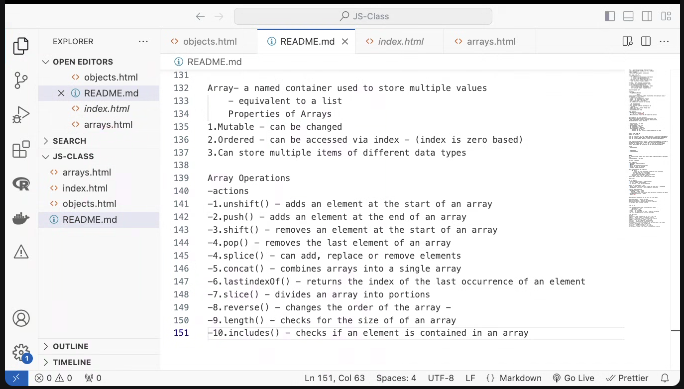 JS-Class
EXPLORER
objects.html
README.md
index.html
arrays.html
OPEN EDITORS
objects.html
README.md
index.html
arrays.html
SEARCH
JS-CLASS
arrays.html
index.html
objects.html
README.md
OUTLINE
TIMELINE
README.md
131
132 Array- a named container used to store multiple values
133 - equivalent to a list
134 Properties of Arrays
135 1.Mutable - can be changed
136 2.Ordered - can be accessed via index - (index is zero based)
137 3.Can store multiple items of different data types
138
139 Array Operations
140 -actions
141 -1.unshift() - adds an element at the start of an array
142 -2.push() - adds an element at the end of an array
143 -3.shift() - removes an element at the start of an array
144 -4.pop() - removes the last element of an array
145 -4.splice() - can add, replace or remove elements
146 -5.concat() - combines arrays into a single array
147 -6.lastindexOf() - returns the index of the last occurrence of an element
148 -7.slice() - divides an array into portions
149 -8.reverse() - changes the order of the array -
150 -9.length() - checks for the size of of an array
151 -10.includes() - checks if an element is contained in an array
1
0 0 0 Ln 151, Col 63 Spaces: 4 UTF-8 LF {} Markdown Go Live Prettier